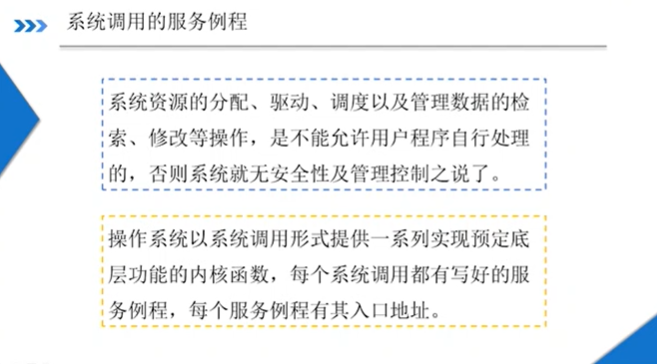 系统调用的服务例程
系统资源的分配、驱动、调度以及管理数据的检
索、修改等操作，是不能允许用户程序自行处理
的，否则系统就无安全性及管理控制之说了。
操作系统以系统调用形式提供一系列实现预定底
层功能的内核函数，每个系统调用都有写好的服
务例程，每个服务例程有其入口地址。